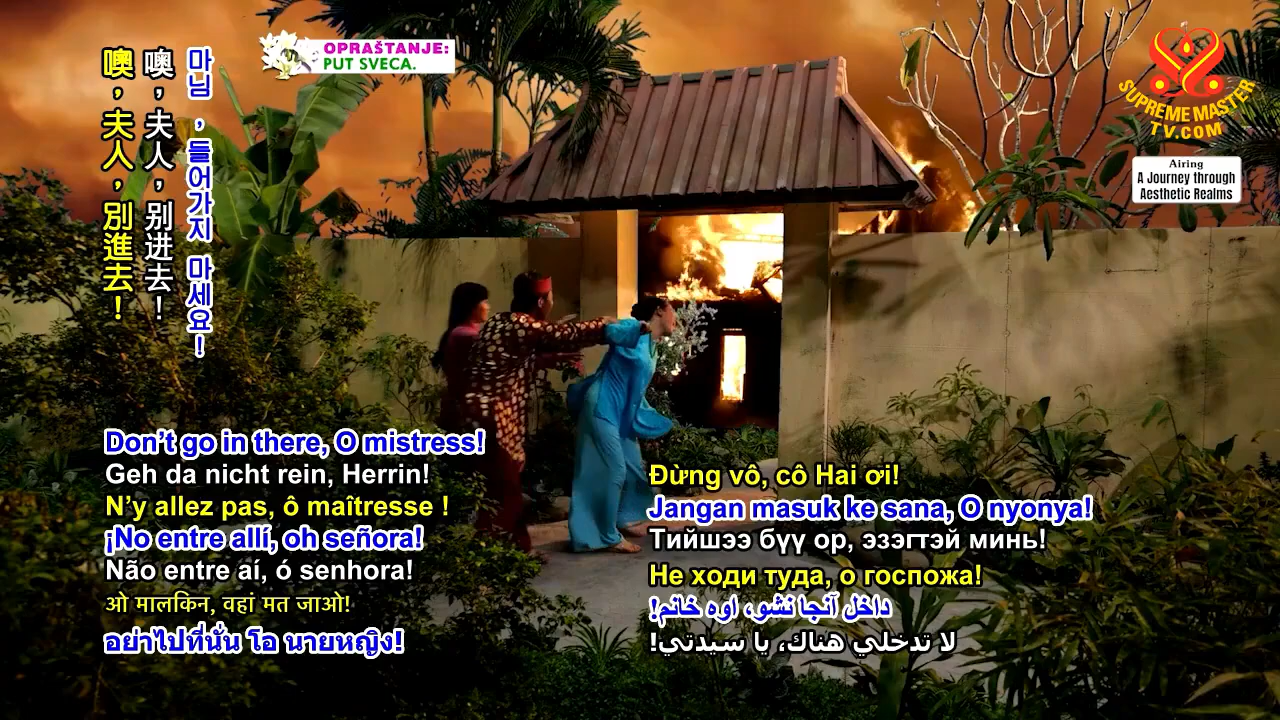 噢，夫人，別進去！
噢，夫人，别进去！
마님，들어가지 마세요！
OPRAŠTANJE:
PUT SVECA.
SUPREME MASTER
TV.COM
Airing
A Journey through
Aesthetic Realms
Don’t go in there, O mistress!
Geh da nicht rein, Herrin!
N’y allez pas, ô maîtresse !
¡No entre allí, oh señora!
Não entre aí, ó senhora!
ओ मालकिन, वहां मत जाओ!
อย่าไปที่นั่น โอ นายหญิง!
Đừng vô, cô Hai ơi!
Jangan masuk ke sana, O nyonya!
Тийшээ бүү ор, эзэгтэй минь!
Не ходи туда, о госпожа!
داخل آنجا نشو، اوه خانم!
لا تدخلي هناك، يا سيدتي!